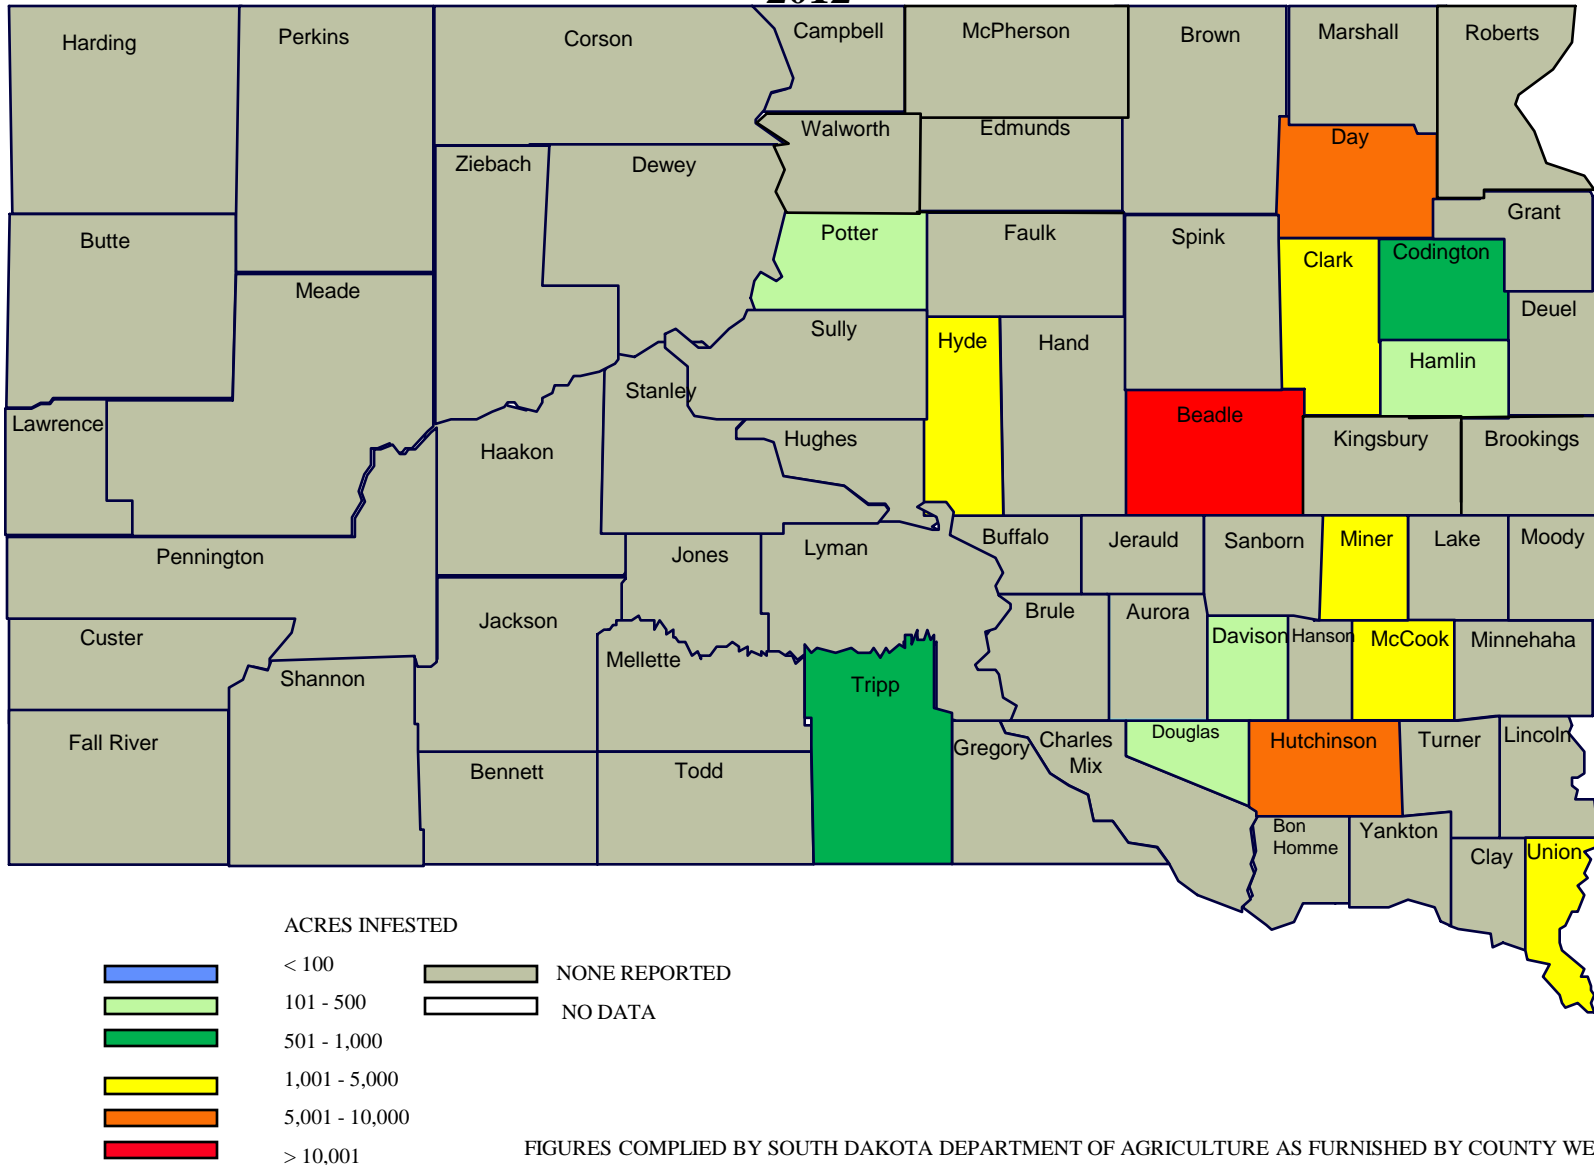 2012
Harding
Perkins
Corson
Campbell
McPherson
Brown
Marshall
Roberts
Walworth
Edmunds
Day
Ziebach
Dewey
Grant
Butte
Potter
Faulk
Spink
Clark
Codington
Meade
Deuel
Sully
Hyde
Hand
Hamlin
Stanley
Lawrence
Beadle
Haakon
Hughes
Kingsbury
Brookings
Pennington
Jones
Lyman
Buffalo
Jerauld
Sanborn
Miner
Lake
Moody
Custer
Jackson
Brule
Aurora
Davison
Hanson
McCook
Minnehaha
Mellette
Shannon
Tripp
Fall River
Bennett
Todd
Gregory
Charles
Mix
Douglas
Hutchinson
Turner
Lincoln
Bon
Homme
Yankton
Clay
Union
ACRES INFESTED
< 100
NONE REPORTED
101 - 500
NO DATA
501 - 1,000
1,001 - 5,000
5,001 - 10,000
> 10,001
FIGURES COMPLIED BY SOUTH DAKOTA DEPARTMENT OF AGRICULTURE AS FURNISHED BY COUNTY WE